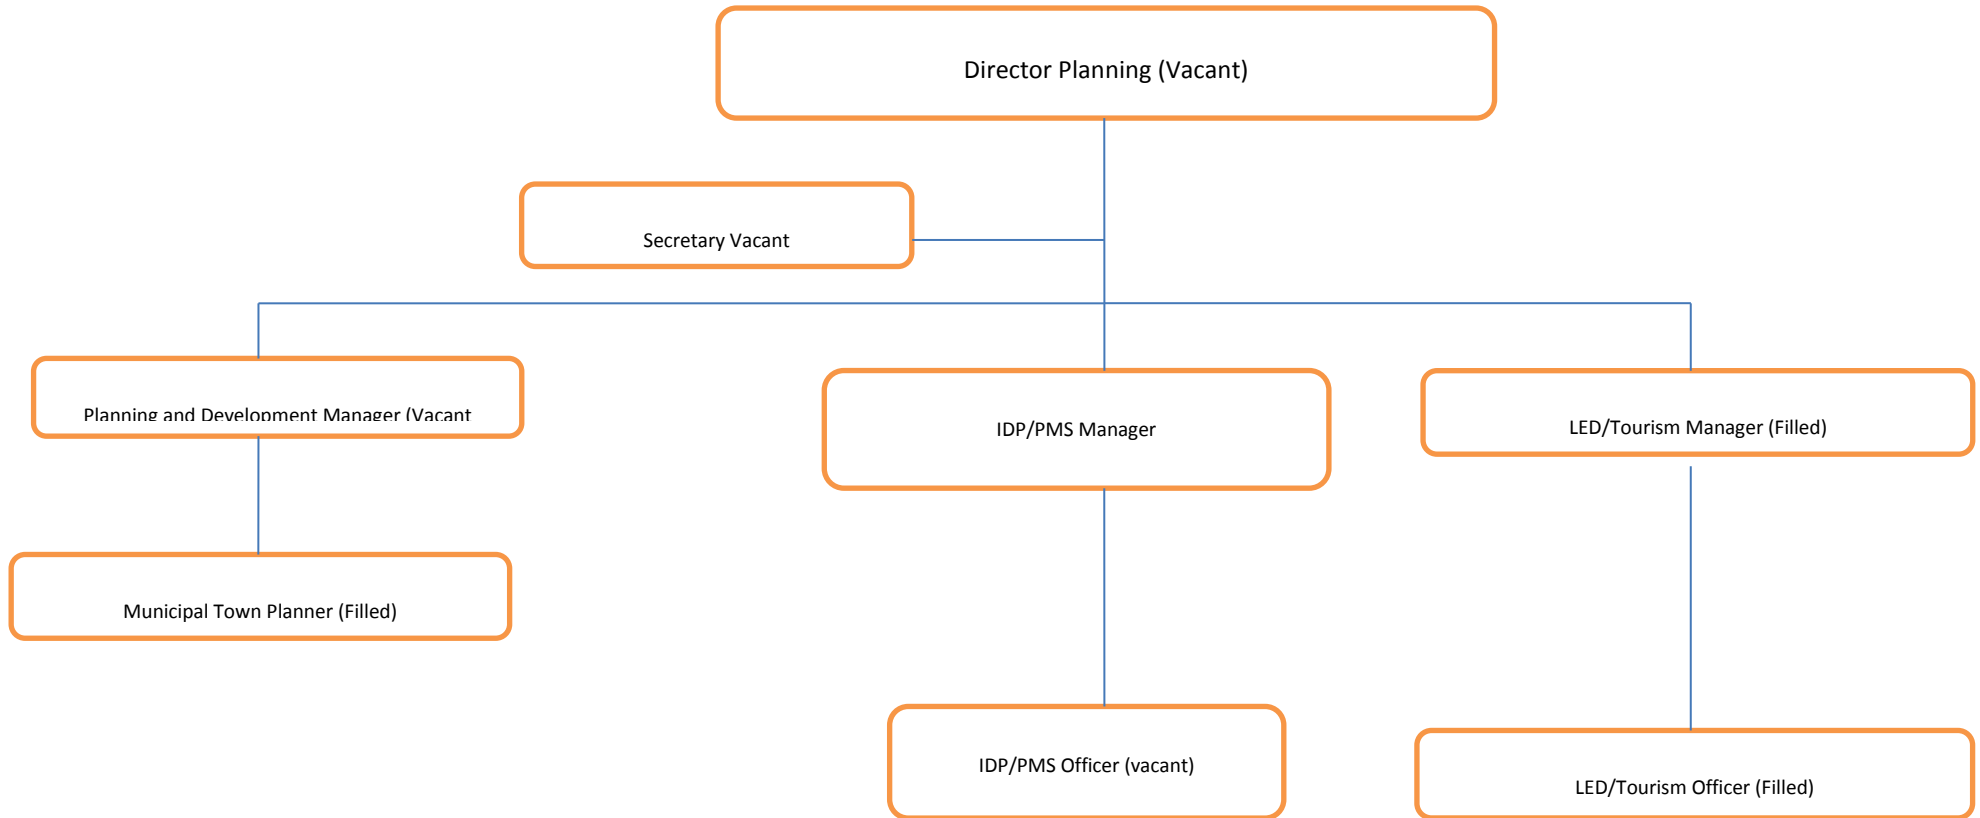 Director Planning (Vacant)
Secretary Vacant
Planning and Development Manager (Vacant
IDP/PMS Manager
LED/Tourism Manager (Filled)
Municipal Town Planner (Filled)
IDP/PMS Officer (vacant)
LED/Tourism Officer (Filled)